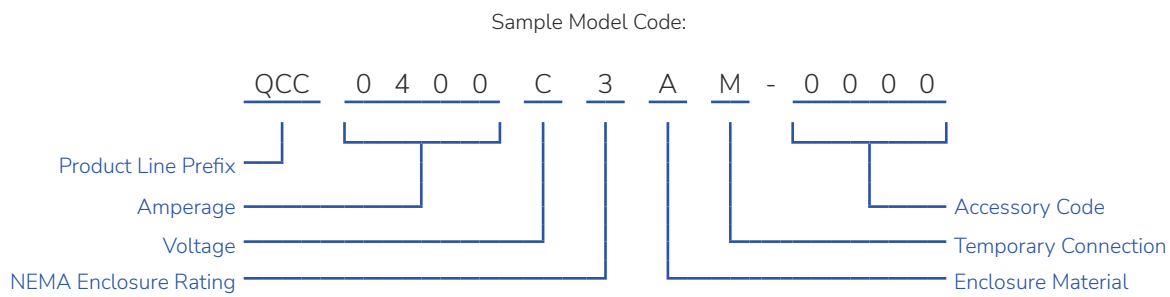 Sample Model Code:
QCC 0 4 0 0 C 3 A M - 0 0 0 0
Product Line Prefix
Amperage
Accessory Code
Voltage
Temporary Connection
NEMA Enclosure Rating
Enclosure Material